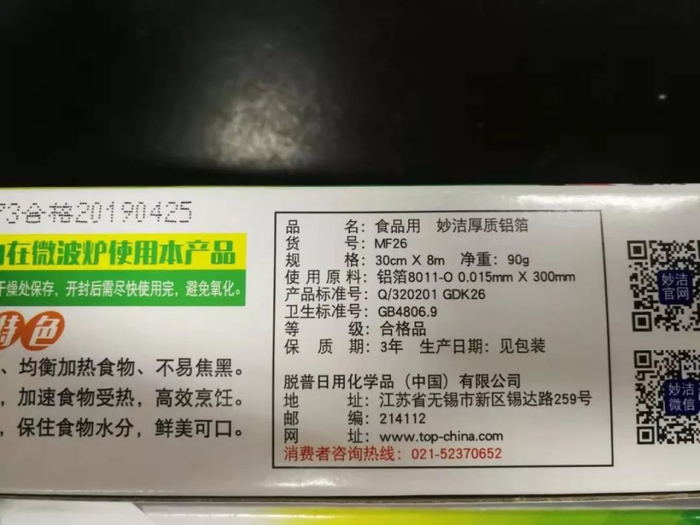 73合格20190425
在微波炉使用本产品
干燥处保存，开封后需尽快使用完，避免氧化。
特色
、均衡加热食物、不易焦黑。
，加速食物受热，高效烹饪。
，保住食物水分，鲜美可口。
品 名：食品用 妙洁厚质铝箔
货 号：MF26
规 格：30cm X 8m 净重：90g
使用原料：铝箔8011-O 0.015mm X 300mm
产品标准号：Q/320201 GDK26
卫生标准号：GB4806.9
等 级：合格品
保 质 期：3年 生产日期：见包装
脱普日用化学品（中国）有限公司
地 址：江苏省无锡市新区锡达路259号
邮 编：214112
网 址：www.top-china.com
消费者咨询热线：021-52370652
妙洁
官网
妙洁
微信